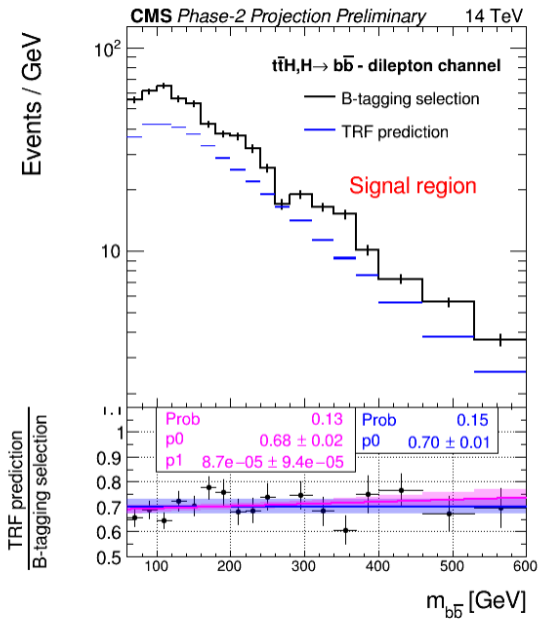 CMS Phase-2 Projection Preliminary 14 TeV
10²
Events / GeV
tt̄H,H→ bb̄ - dilepton channel
B-tagging selection
TRF prediction
Signal region
10
1.1
Prob 0.13
p0 0.68 ± 0.02
p1 8.7e−05 ± 9.4e−05
Prob 0.15
p0 0.70 ± 0.01
TRF prediction
B-tagging selection
1
0.9
0.8
0.7
0.6
0.5
100 200 300 400 500 600
m_bb̄ [GeV]